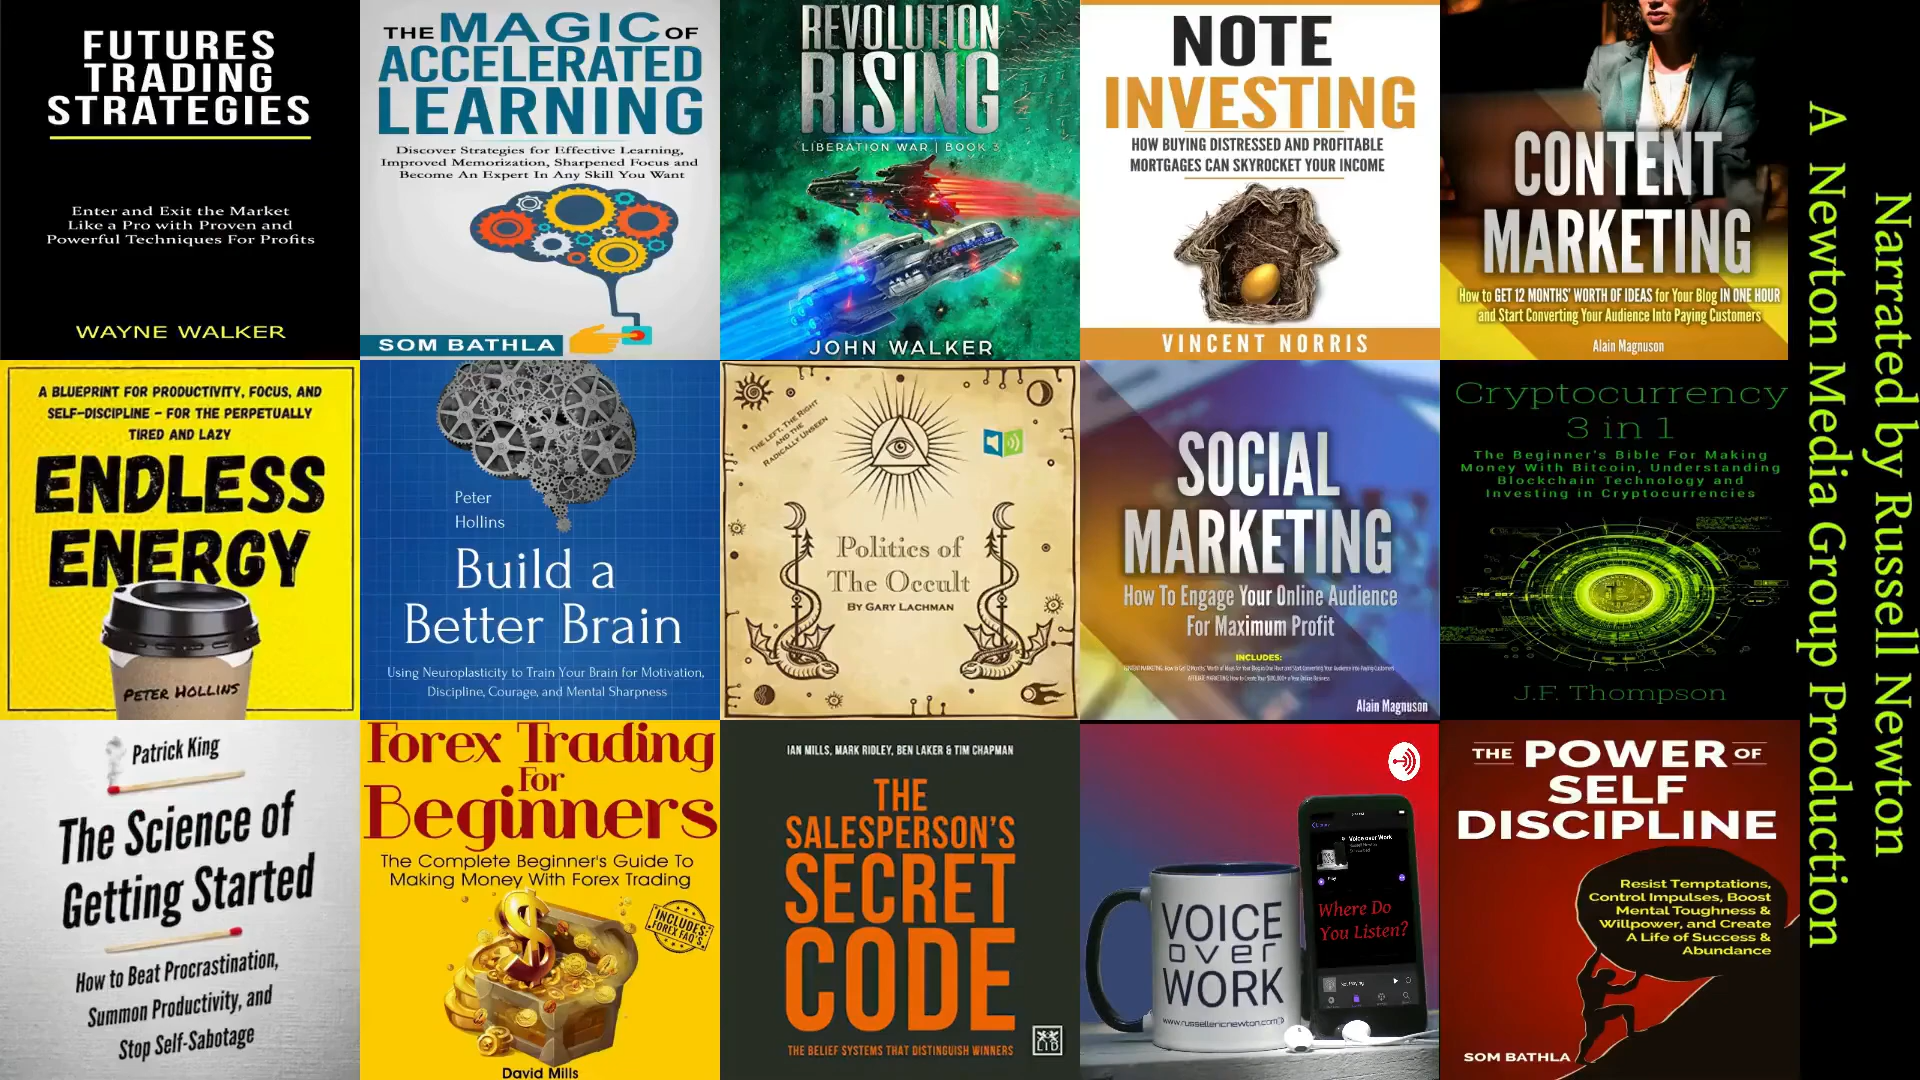 FUTURES
TRADING
STRATEGIES
Enter and Exit the Market
Like a Pro with Proven and
Powerful Techniques For Profits
WAYNE WALKER
THE MAGIC OF
ACCELERATED
LEARNING
Discover Strategies for Effective Learning,
Improved Memorization, Sharpened Focus and
Become An Expert In Any Skill You Want
SOM BATHLA
REVOLUTION
RISING
LIBERATION WAR | BOOK 3
JOHN WALKER
NOTE
INVESTING
HOW BUYING DISTRESSED AND PROFITABLE
MORTGAGES CAN SKYROCKET YOUR INCOME
VINCENT NORRIS
CONTENT
MARKETING
How to GET 12 MONTHS' WORTH OF IDEAS for Your Blog IN ONE HOUR
and Start Converting Your Audience Into Paying Customers
Alain Magnuson
A BLUEPRINT FOR PRODUCTIVITY, FOCUS, AND
SELF-DISCIPLINE – FOR THE PERPETUALLY
TIRED AND LAZY
ENDLESS
ENERGY
PETER HOLLINS
Peter
Hollins
Build a
Better Brain
Using Neuroplasticity to Train Your Brain for Motivation,
Discipline, Courage, and Mental Sharpness
THE LEFT, THE RIGHT
AND THE
RADICALLY UNSEEN
Politics of
The Occult
BY GARY LACHMAN
SOCIAL
MARKETING
How To Engage Your Online Audience
For Maximum Profit
INCLUDES:
Alain Magnuson
Cryptocurrency
3 in 1
The Beginner's Bible For Making
Money With Bitcoin, Understanding
Blockchain Technology and
Investing in Cryptocurrencies
J.F. Thompson
Patrick King
The Science of
Getting Started
How to Beat Procrastination,
Summon Productivity, and
Stop Self-Sabotage
Forex Trading
For
Beginners
The Complete Beginner's Guide To
Making Money With Forex Trading
INCLUDES:
FOREX FAQ'S
David Mills
IAN MILLS, MARK RIDLEY, BEN LAKER & TIM CHAPMAN
THE
SALESPERSON'S
SECRET
CODE
THE BELIEF SYSTEMS THAT DISTINGUISH WINNERS
LID
VOICE
over
WORK
www.russellericnewton.com
Voice over Work
Where Do
You Listen?
THE POWER OF
SELF
DISCIPLINE
Resist Temptations,
Control Impulses, Boost
Mental Toughness &
Willpower, and Create
A Life of Success &
Abundance
SOM BATHLA
Narrated by Russell Newton
A Newton Media Group Production